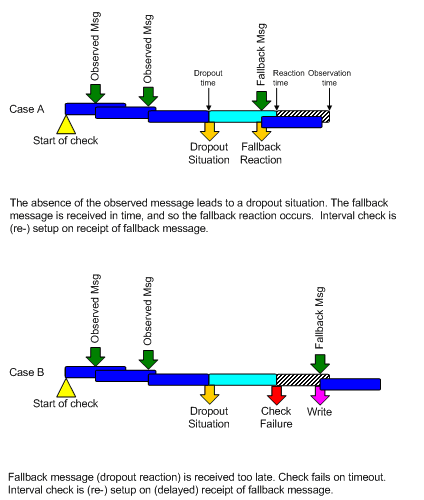 Observed Msg
Observed Msg
Fallback Msg
Dropout
time
Reaction
time
Observation
time
Case A
Start of check
Dropout
Situation
Fallback
Reaction
The absence of the observed message leads to a dropout situation. The fallback
message is received in time, and so the fallback reaction occurs.  Interval check is
(re-) setup on receipt of fallback message.
Observed Msg
Observed Msg
Fallback Msg
Case B
Start of check
Dropout
Situation
Check
Failure
Write
Fallback message (dropout reaction) is received too late. Check fails on timeout.
Interval check is (re-) setup on (delayed) receipt of fallback message.